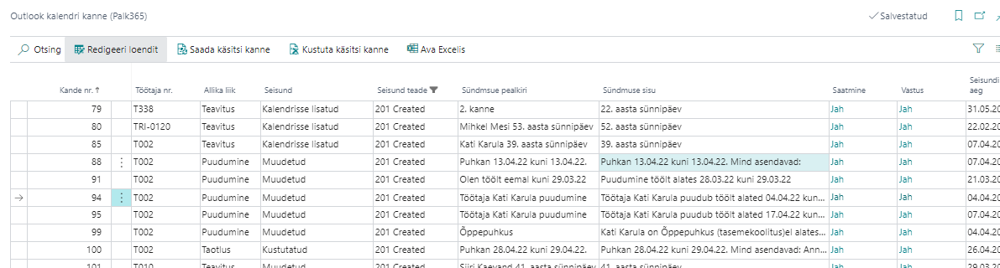 Outlook kalendri kanne (Palk365) Salvestatud
Otsing Redigeeri loendit Saada käsitsi kanne Kustuta käsitsi kanne Ava Excelis
Kande nr. ↑ Töötaja nr. Allika liik Seisund Seisund teade Sündmsue pealkiri Sündmuse sisu Saatmine Vastus Seisundi aeg
79 T338 Teavitus Kalendrisse lisatud 201 Created 2. kanne 22. aasta sünnipäev Jah Jah 31.05.20
80 TRI-0120 Teavitus Kalendrisse lisatud 201 Created Mihkel Mesi 53. aasta sünnipäev 52. aasta sünnipäev Jah Jah 22.02.20
85 T002 Teavitus Kalendrisse lisatud 201 Created Kati Karula 39. aasta sünnipäev 39. aasta sünnipäev Jah Jah 07.04.20
88 T002 Puudumine Muudetud 201 Created Puhkan 13.04.22 kuni 13.04.22. Puhkan 13.04.22 kuni 13.04.22. Mind asendavad: Jah Jah 07.04.20
91 T002 Puudumine Muudetud 201 Created Olen töölt eemal kuni 29.03.22 Puudumine töölt alates 28.03.22 kuni 29.03.22 Jah Jah 21.03.20
94 T002 Puudumine Muudetud 201 Created Töötaja Kati Karula puudumine Töötaja Kati Karula puudub töölt alated 04.04.22 kun... Jah Jah 04.04.20
95 T002 Puudumine Muudetud 201 Created Töötaja Kati Karula puudumine Töötaja Kati Karula puudub töölt alated 17.04.22 kun... Jah Jah 07.04.20
99 T002 Puudumine Muudetud 201 Created Õppepuhkus Kati Karula on Õppepuhkus (tasemekoolitus)el alates... Jah Jah 04.04.20
100 T002 Taotlus Kustutatud 201 Created Puhkan 28.04.22 kuni 29.04.22. Puhkan 28.04.22 kuni 29.04.22. Mind asendavad: Ann... Jah Jah 26.04.20
101 T010 Teavitus Muudetud 201 Created Siiri Kaevand 41. aasta sünnipäev 41. aasta sünnipäev Jah Jah 29.03.20